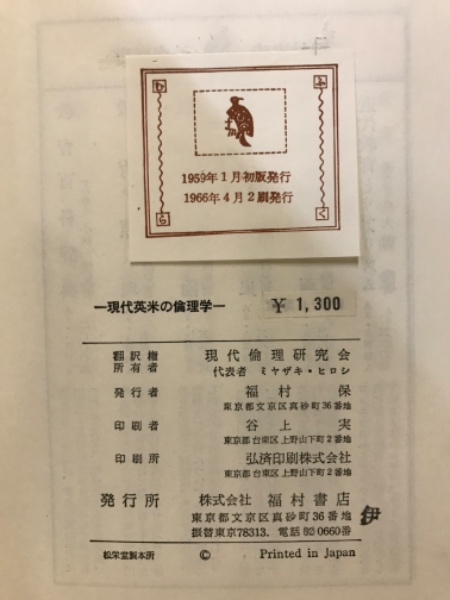 ひ
ふ
ら
く
1959年1月初版発行
1966年4月2刷発行
—現代英米の倫理学—
¥ 1,300
翻訳権所有者
現代倫理研究会
代表者 ミヤザキ・ヒロシ
発行者 福村保
東京都文京区真砂町36番地
印刷者 谷上実
東京都台東区上野山下町2番地
印刷所 弘済印刷株式会社
東京都台東区上野山下町2番地
発行所 株式会社 福村書店
東京都文京区真砂町36番地
振替東京78313. 電話 0660番
伊
松栄堂製本所 © Printed in Japan